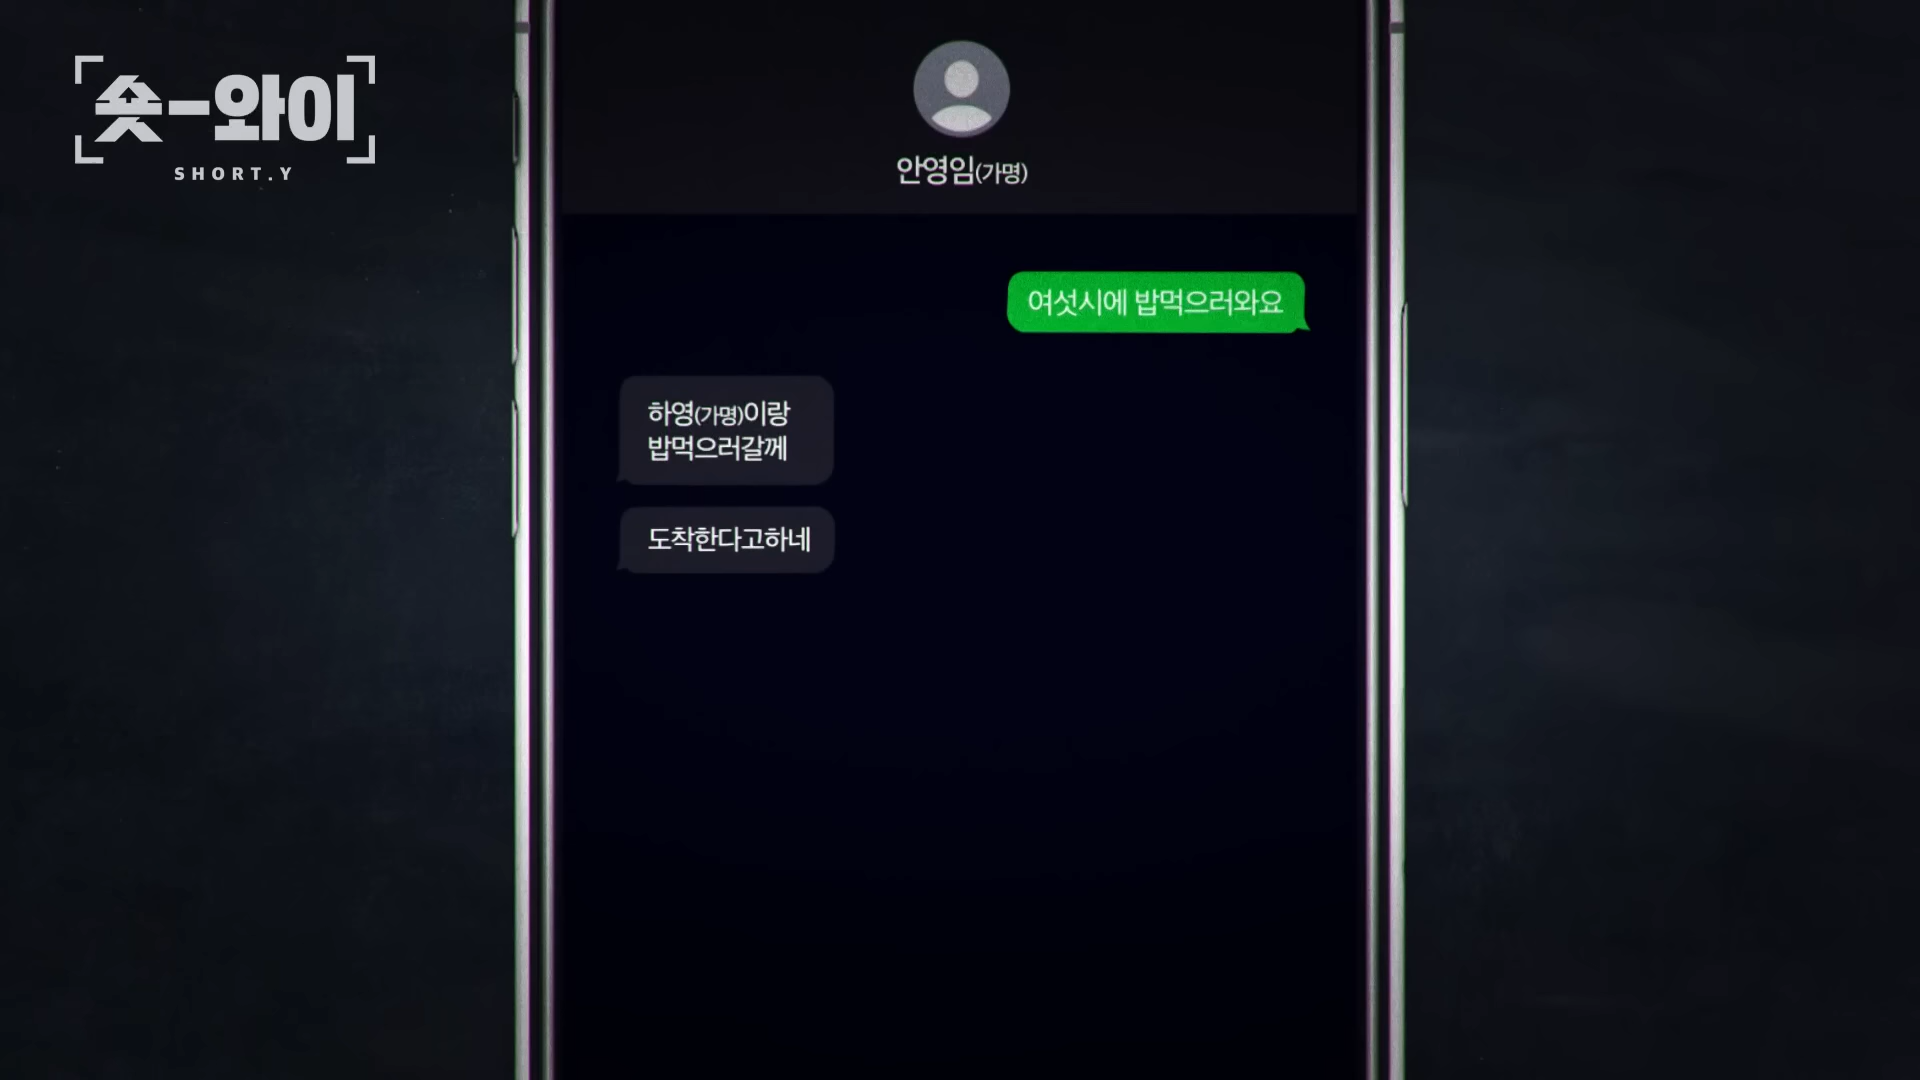 숏-와이
SHORT.Y
안영임(가명)
여섯시에 밥먹으러와요
하영(가명)이랑
밥먹으러갈께
도착한다고하네